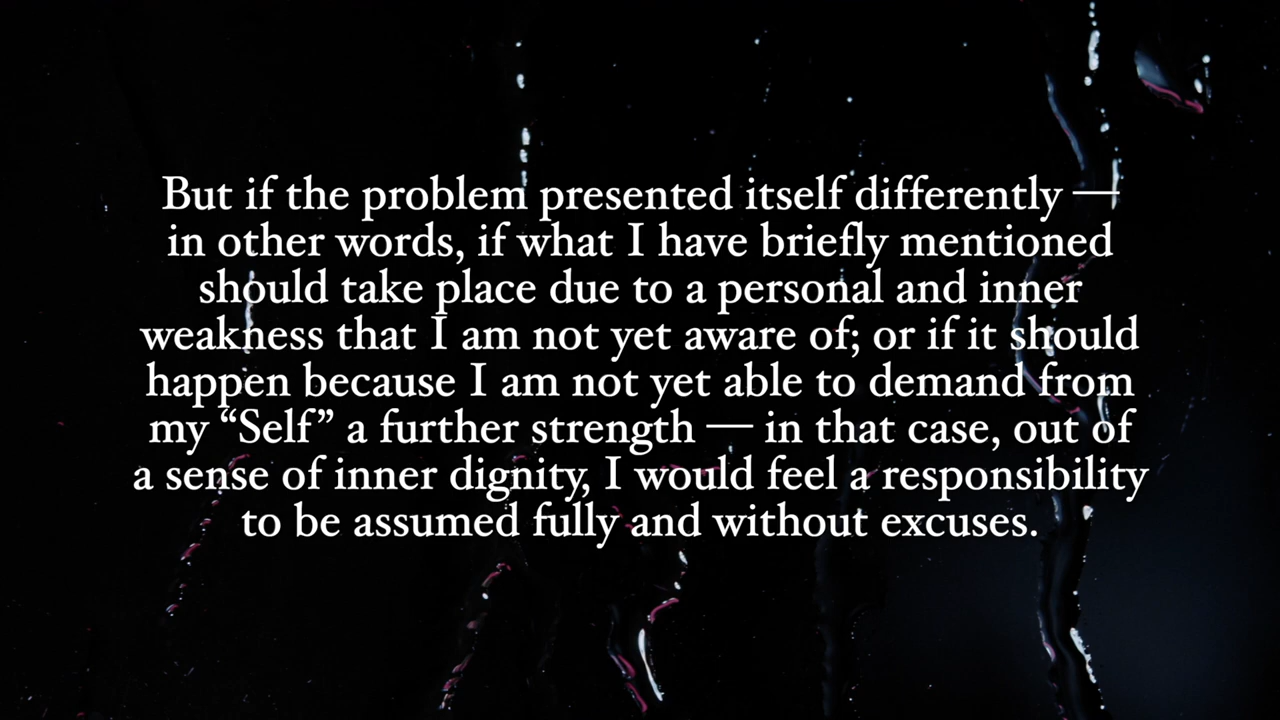 But if the problem presented itself differently —
in other words, if what I have briefly mentioned
should take place due to a personal and inner
weakness that I am not yet aware of; or if it should
happen because I am not yet able to demand from
my “Self” a further strength — in that case, out of
a sense of inner dignity, I would feel a responsibility
to be assumed fully and without excuses.